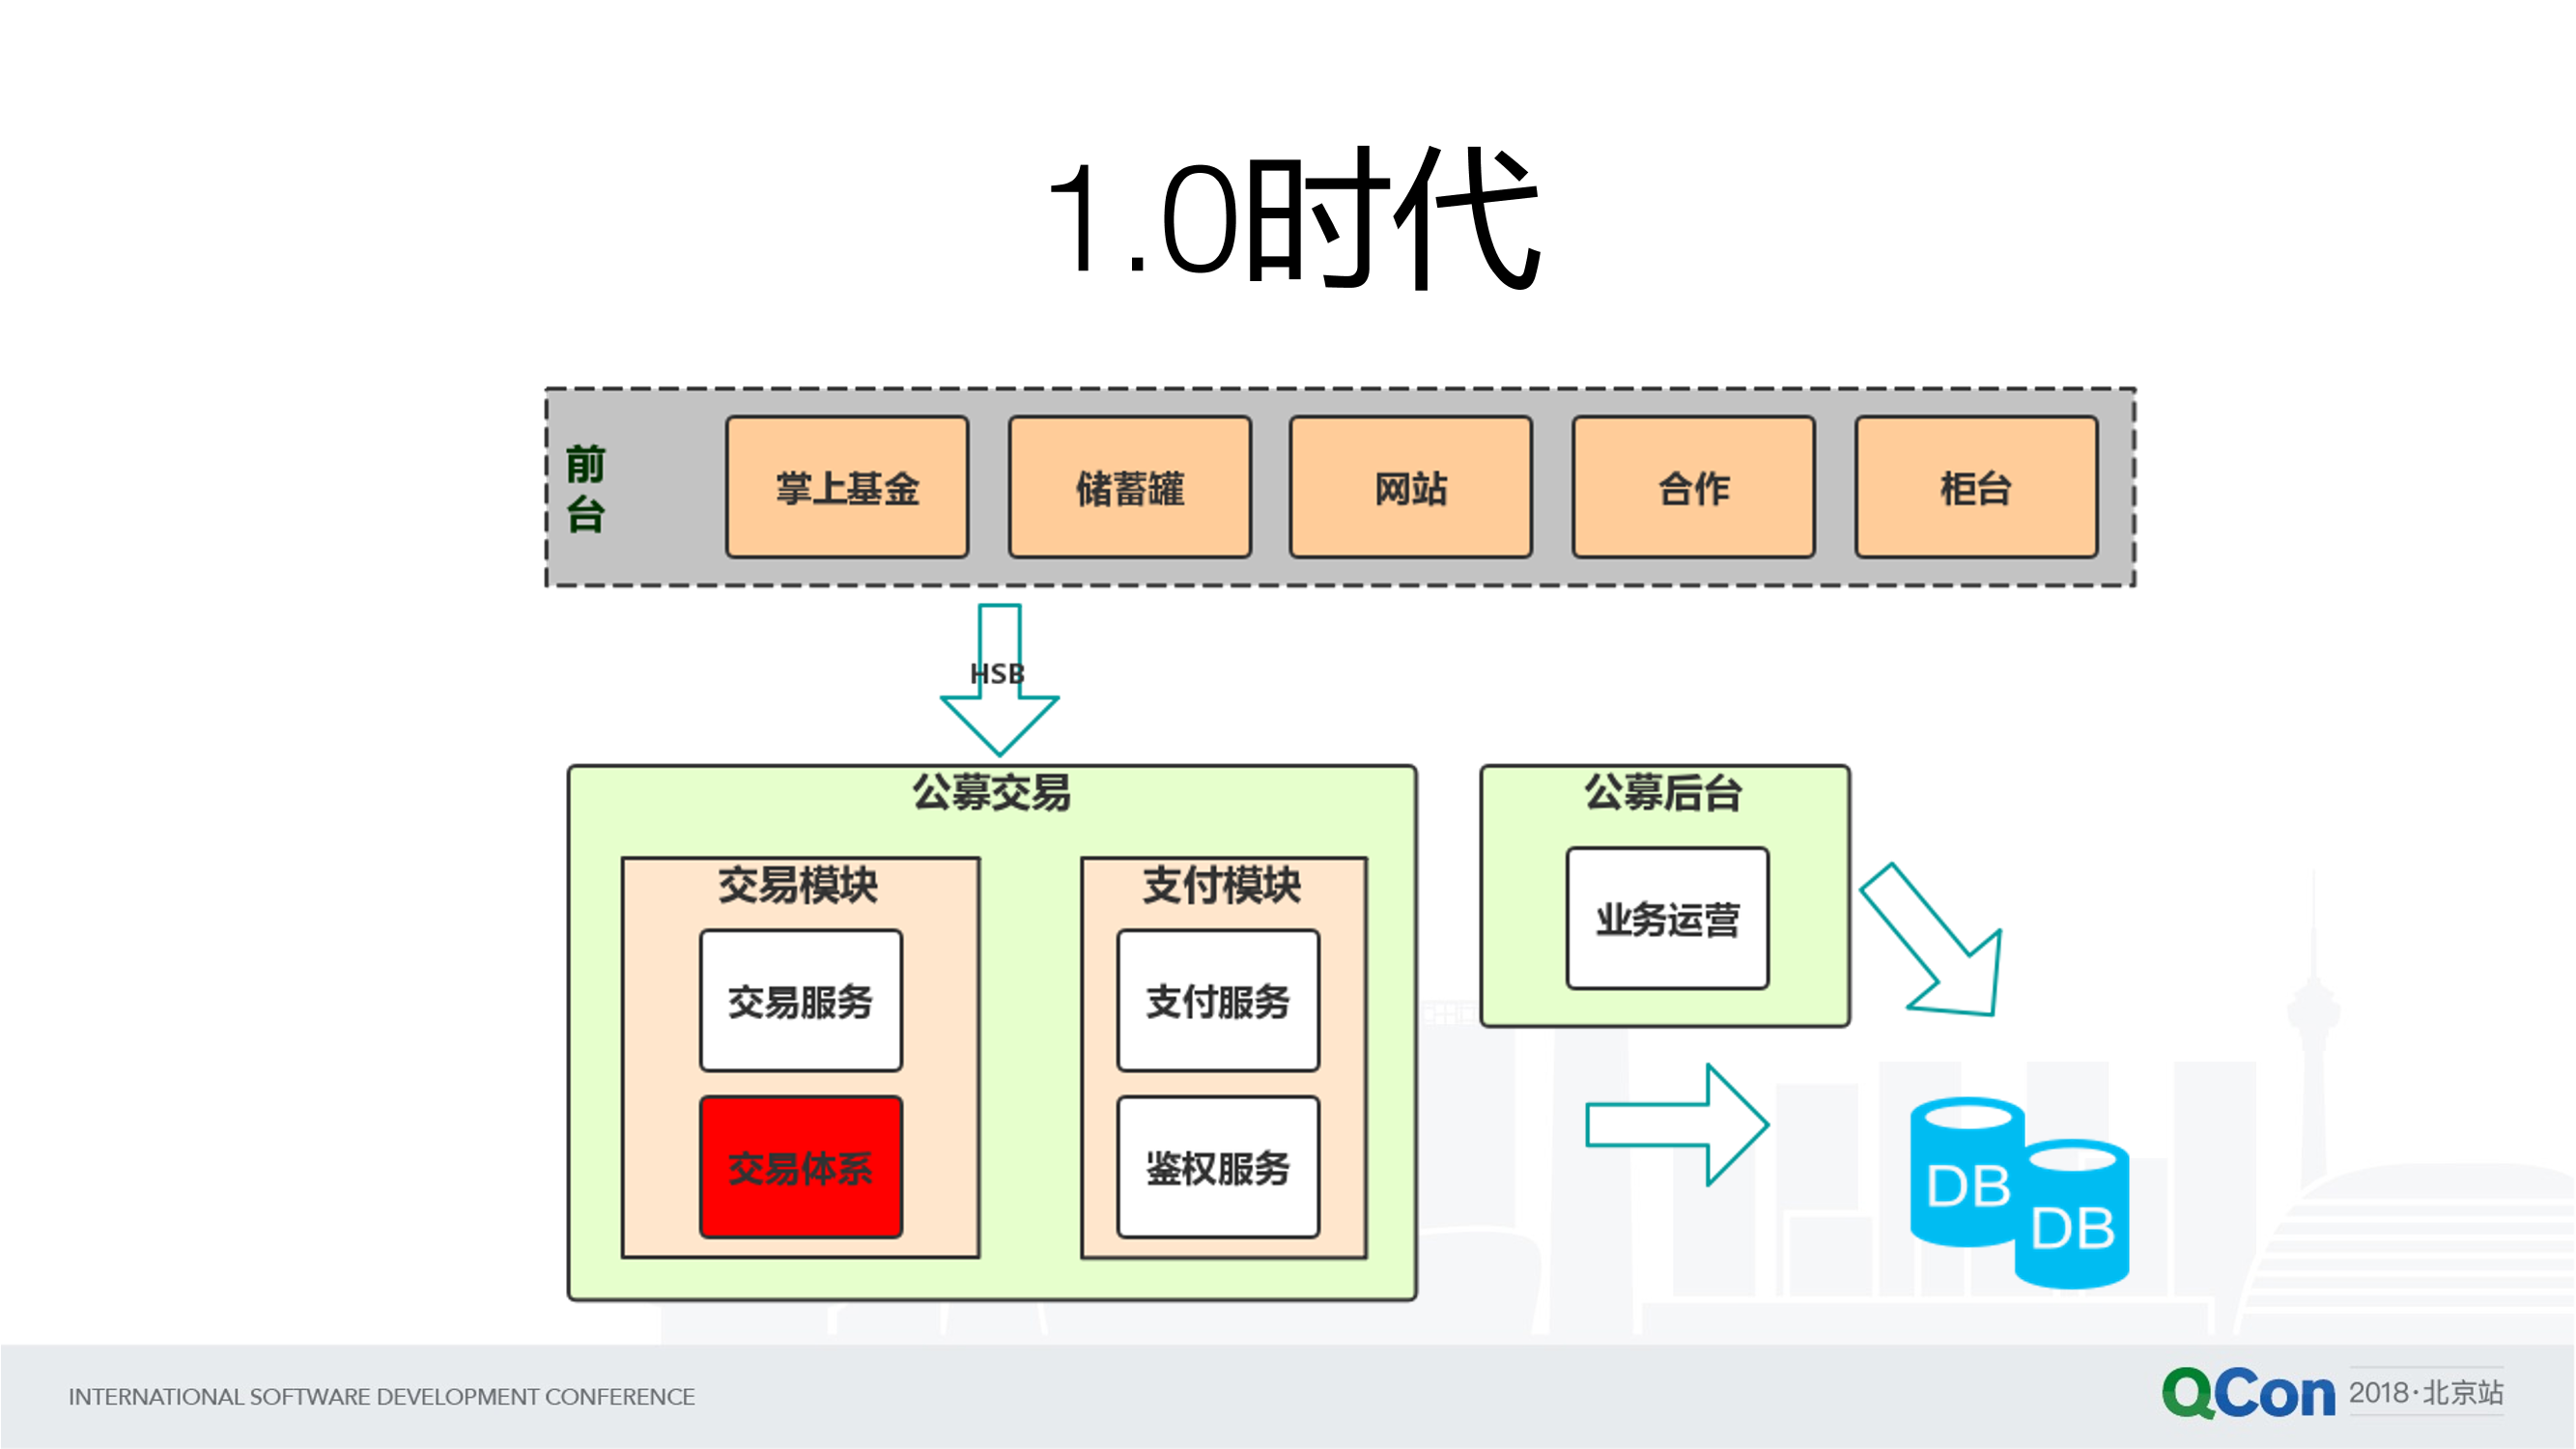 1.0时代
前台
掌上基金
储蓄罐
网站
合作
柜台
HSB
公募交易
交易模块
交易服务
交易体系
支付模块
支付服务
鉴权服务
公募后台
业务运营
DB
DB
INTERNATIONAL SOFTWARE DEVELOPMENT CONFERENCE
QCon 2018·北京站